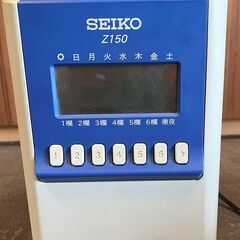 SEIKO
Z150
日 月 火 水 木 金 土
1欄 2欄 3欄 4欄 5欄 6欄 徹夜
1 2 3 4 5 6 7